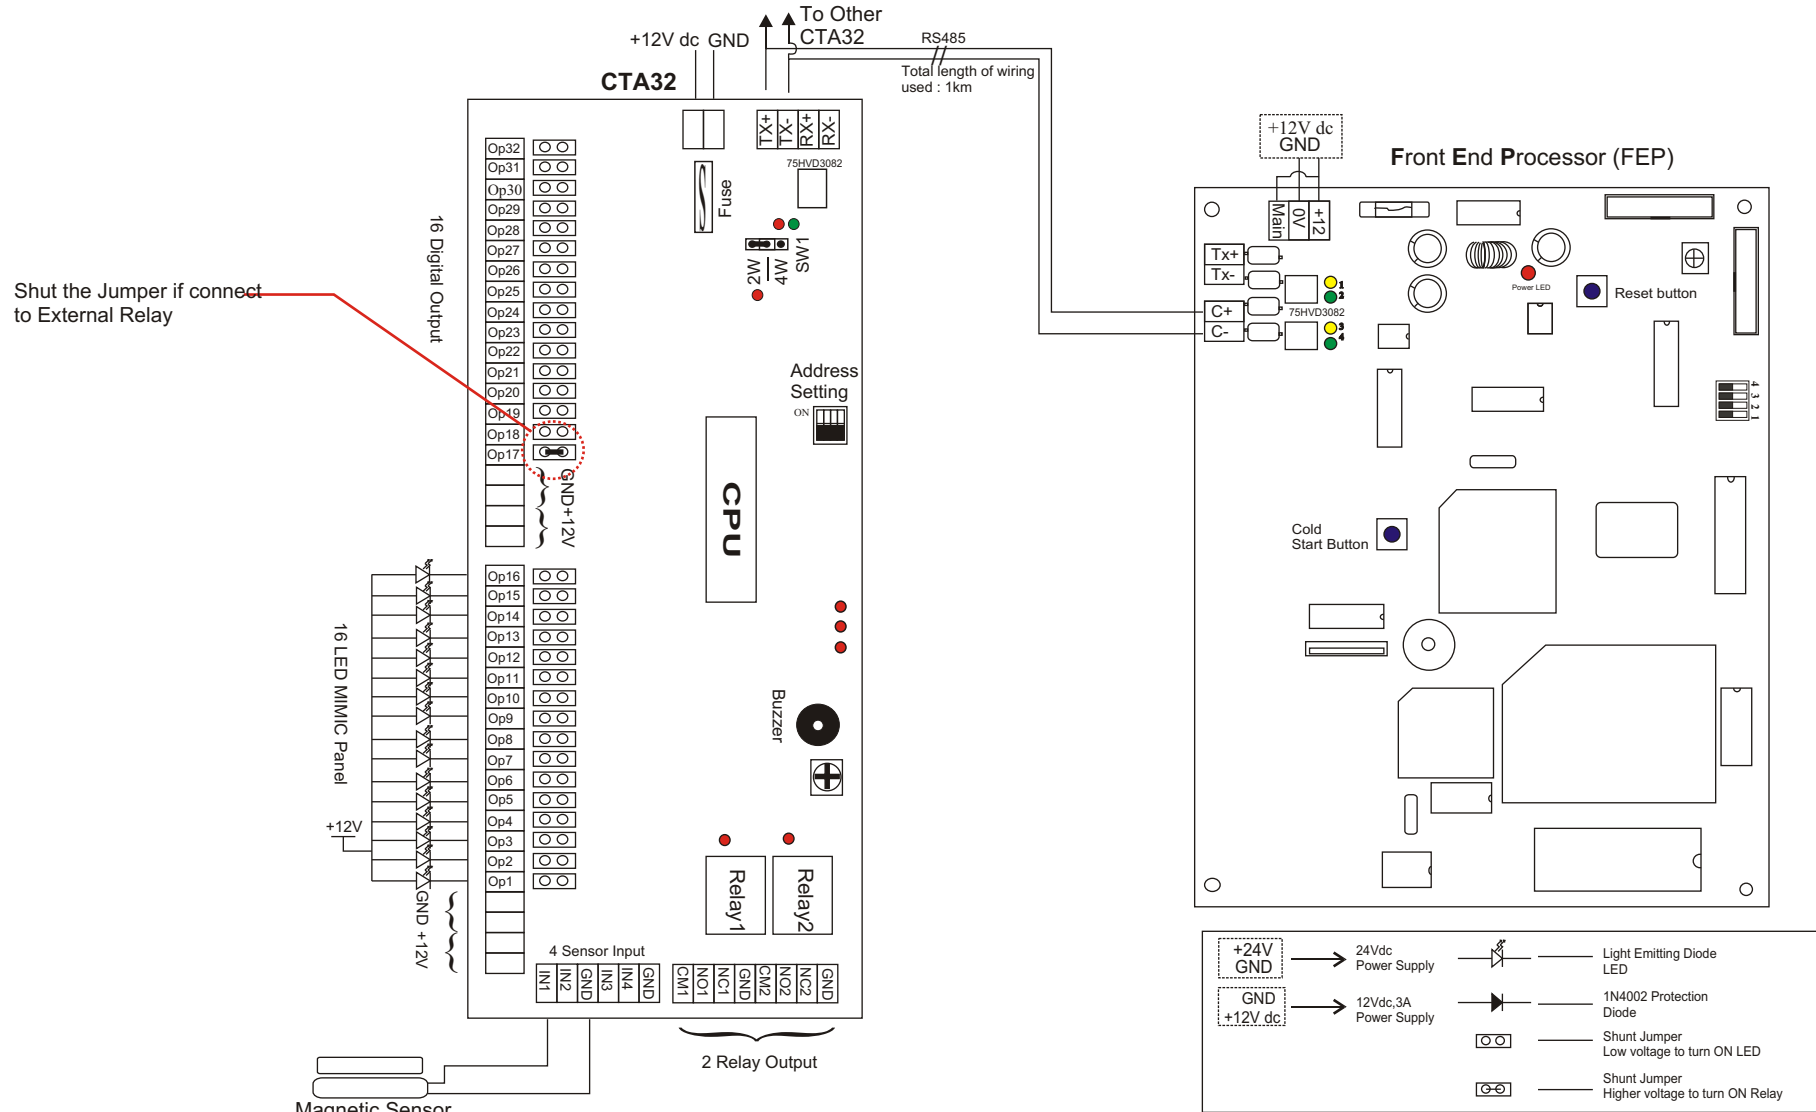 To Other
CTA32
+12V dc GND
CTA32
RS485
Total length of wiring
used : 1km
TX+
TX-
RX+
RX-
75HVD3082
Fuse
2W
4W
SW1
Shut the Jumper if connect
to External Relay
16 Digital Output
Op32
Op31
Op30
Op29
Op28
Op27
Op26
Op25
Op24
Op23
Op22
Op21
Op20
Op19
Op18
Op17
GND+12V
Address
Setting
ON
CPU
16 LED MIMIC Panel
+12V
Op16
Op15
Op14
Op13
Op12
Op11
Op10
Op9
Op8
Op7
Op6
Op5
Op4
Op3
Op2
Op1
GND +12V
Buzzer
Relay1
Relay2
4 Sensor Input
IN1
IN2
GND
IN3
IN4
GND
CM1
NO1
NC1
GND
CM2
NO2
NC2
GND
2 Relay Output
Magnetic Sensor
+12V dc
GND
Front End Processor (FEP)
Main
0V
+12
Tx+
Tx-
C+
C-
1
2
75HVD3082
3
4
Power LED
Reset button
4
3
2
1
Cold
Start Button
+24V
GND
24Vdc
Power Supply
Light Emitting Diode
LED
GND
+12V dc
12Vdc,3A
Power Supply
1N4002 Protection
Diode
Shunt Jumper
Low voltage to turn ON LED
Shunt Jumper
Higher voltage to turn ON Relay